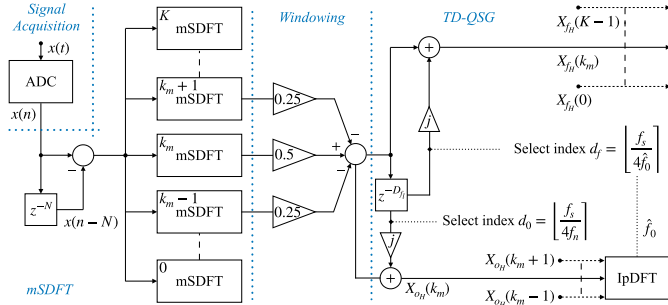 Signal
Acquisition
x(t)
ADC
x(n)
−
z^{−N}
x(n − N)
mSDFT
K
mSDFT
k_m + 1
mSDFT
k_m
mSDFT
k_m − 1
mSDFT
0
mSDFT
Windowing
0.25
0.5
0.25
−
+
−
TD-QSG
+
j
z^{−D_{f_l}}
j
+
X_{o_H}(k_m)
X_{f_H}(K − 1)
X_{f_H}(k_m)
X_{f_H}(0)
Select index d_f = ⌊f_s / 4f̂_0⌉
Select index d_0 = ⌊f_s / 4f_n⌉
f̂_0
X_{o_H}(k_m + 1)
X_{o_H}(k_m − 1)
IpDFT